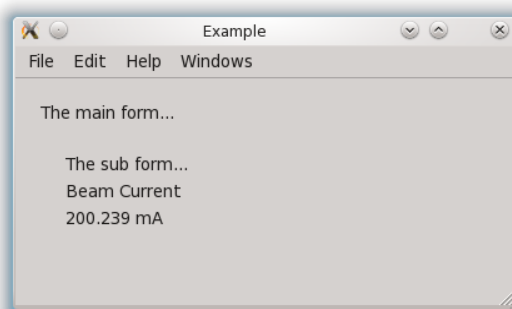 Example
File Edit Help Windows
The main form...
The sub form...
Beam Current
200.239 mA